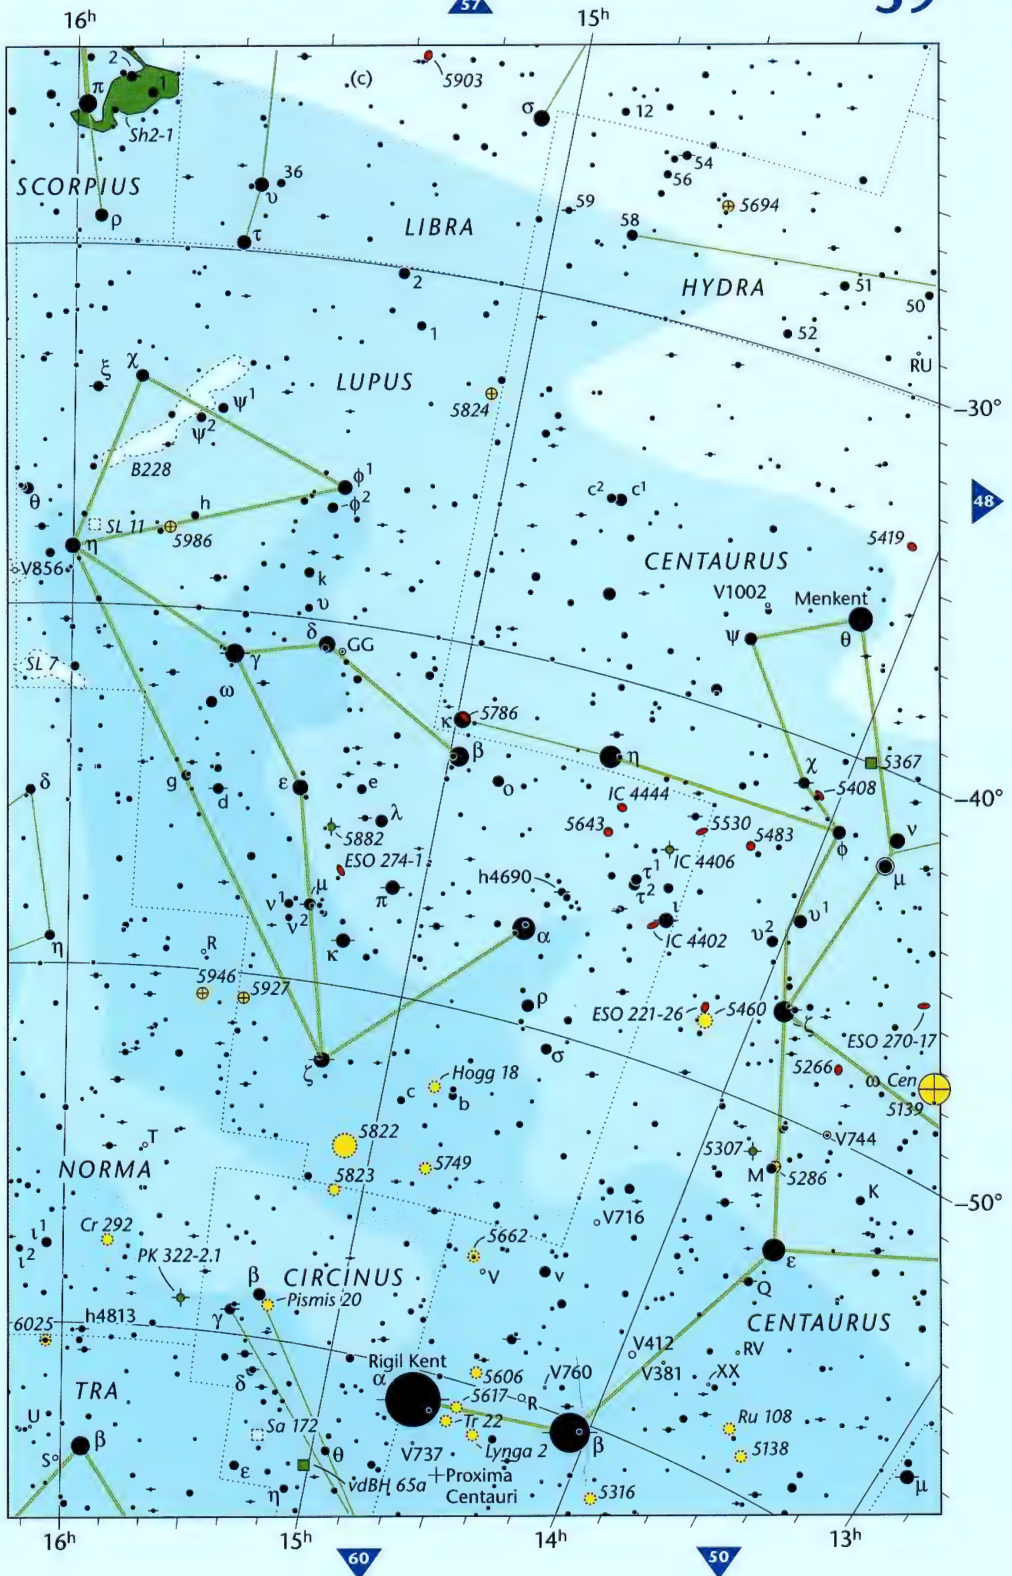 57
59
16h
15h
2
π
1
Sh2-1
5903
(c)
σ
12
54
56
SCORPIUS
ρ
36
υ
τ
LIBRA
59
5694
58
HYDRA
51
50
52
RU
2
1
ξ
χ
ψ1
ψ2
LUPUS
5824
B228
–30°
θ
φ1
φ2
h
SL 11
5986
η
V856
c2
c1
48
5419
CENTAURUS
V1002
Menkent
ψ
θ
k
υ
δ
GG
γ
SL 7
ω
κ
5786
β
η
5367
χ
5408
δ
g
d
ε
e
ο
IC 4444
–40°
λ
5882
ESO 274-1
5643
5530
5483
φ
ν
μ
IC 4406
h4690
τ1
τ2
π
ν1
μ
ν2
κ
α
ι
IC 4402
υ1
υ2
η
R
5946
5927
ρ
ESO 221-26
5460
ζ
ESO 270-17
ζ
σ
5266
ω Cen
5139
Hogg 18
c
b
5822
5823
5749
T
NORMA
V744
5307
M
5286
K
–50°
V716
ι1
ι2
Cr 292
PK 322-2.1
5662
V
ν
ε
Q
CENTAURUS
β
CIRCINUS
Pismis 20
γ
6025
h4813
V412
RV
V381
XX
Rigil Kent
α
5606
V760
5617
R
Tr 22
Lynga 2
β
TRA
δ
U
β
S
Sa 172
θ
ε
vdBH 65a
η
V737
Proxima
Centauri
5316
Ru 108
5138
μ
16h
15h
14h
13h
60
50